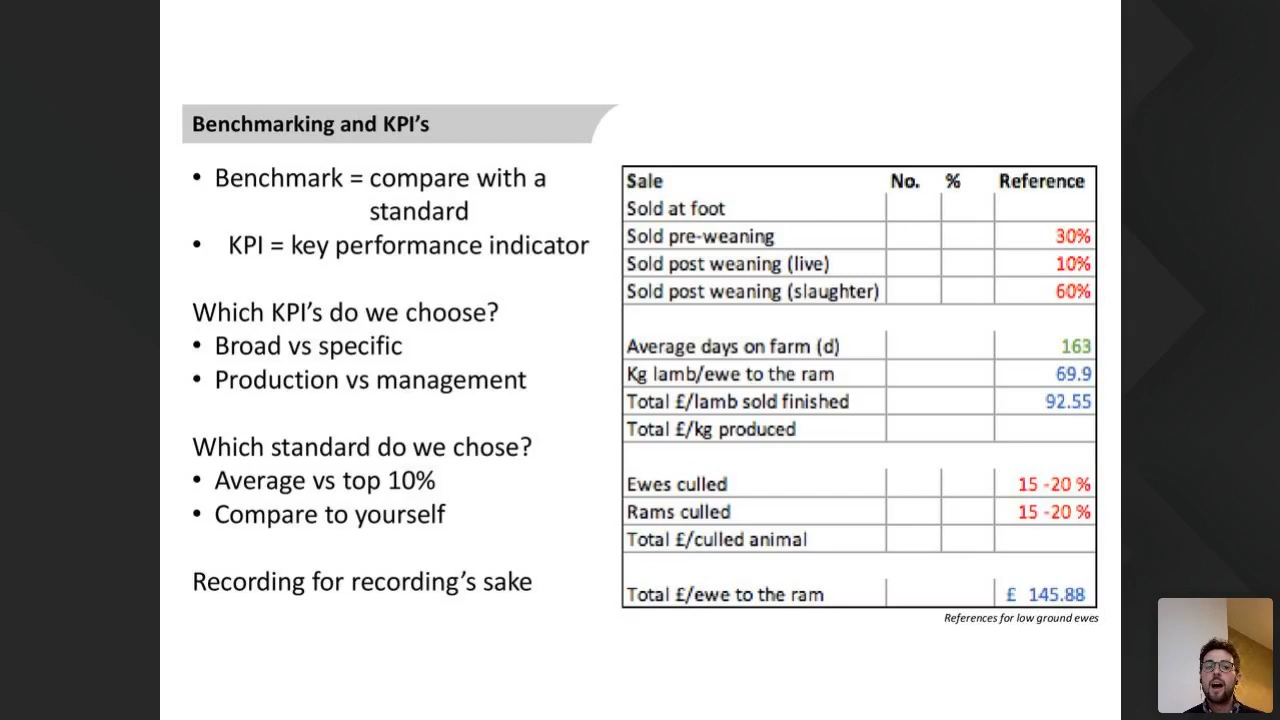 Benchmarking and KPI's
• Benchmark = compare with a
standard
• KPI = key performance indicator
Which KPI's do we choose?
• Broad vs specific
• Production vs management
Which standard do we chose?
• Average vs top 10%
• Compare to yourself
Recording for recording's sake
Sale No. % Reference
Sold at foot
Sold pre-weaning 30%
Sold post weaning (live) 10%
Sold post weaning (slaughter) 60%
Average days on farm (d) 163
Kg lamb/ewe to the ram 69.9
Total £/lamb sold finished 92.55
Total £/kg produced
Ewes culled 15 -20 %
Rams culled 15 -20 %
Total £/culled animal
Total £/ewe to the ram £ 145.88
References for low ground ewes